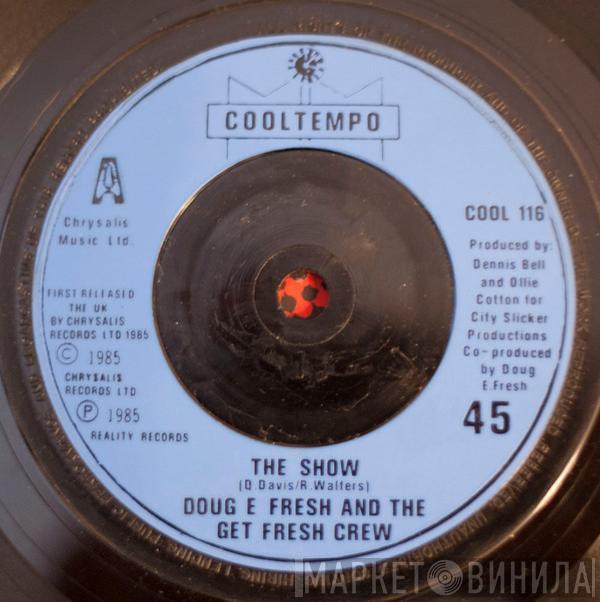 COOLTEMPO
A
Chrysalis
Music Ltd.
FIRST RELEASED
THE UK
BY CHRYSALIS
RECORDS LTD 1985
© 1985
CHRYSALIS
RECORDS LTD
Ⓟ 1985
REALITY RECORDS
COOL 116
Produced by:
Dennis Bell
and Ollie
Cotton for
City Slicker
Productions
Co-produced
by Doug
E.Fresh
45
THE SHOW
(D.Davis/R.Walters)
DOUG E FRESH AND THE
GET FRESH CREW
МАРКЕТ ВИНИЛА